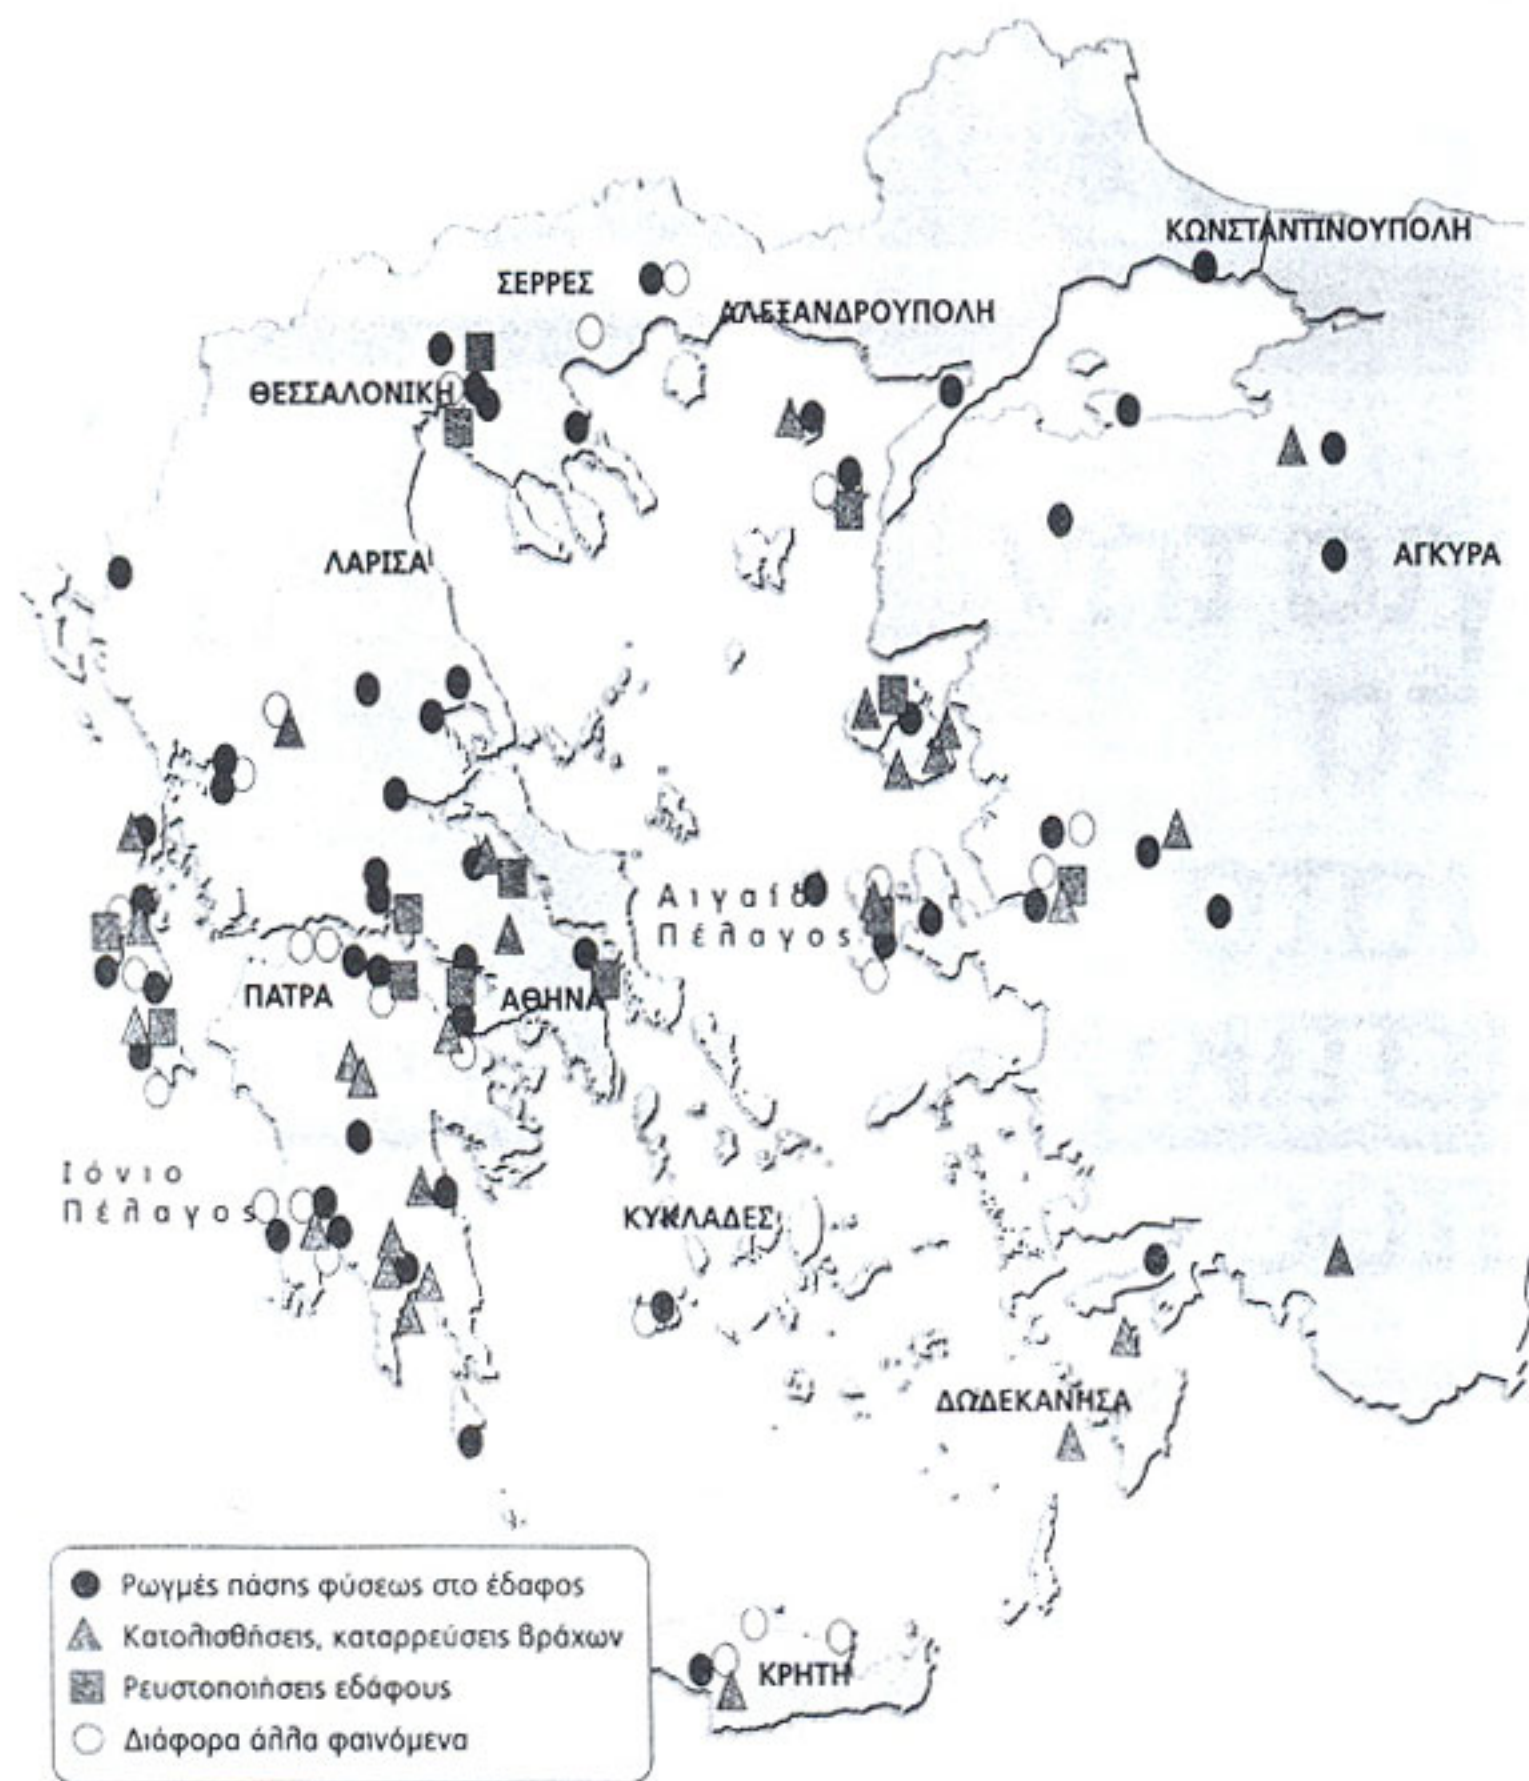 ΚΩΝΣΤΑΝΤΙΝΟΥΠΟΛΗ
ΣΕΡΡΕΣ
ΑΛΕΞΑΝΔΡΟΥΠΟΛΗ
ΘΕΣΣΑΛΟΝΙΚΗ
ΛΑΡΙΣΑ
ΑΓΚΥΡΑ
Αιγαίο
Πέλαγος
ΠΑΤΡΑ
ΑΘΗΝΑ
Ιόνιο
Πέλαγος
ΚΥΚΛΑΔΕΣ
ΔΩΔΕΚΑΝΗΣΑ
ΚΡΗΤΗ
Ρωγμές πάσης φύσεως στο έδαφος
Κατολισθήσεις, καταρρεύσεις βράχων
Ρευστοποιήσεις εδάφους
Διάφορα άλλα φαινόμενα